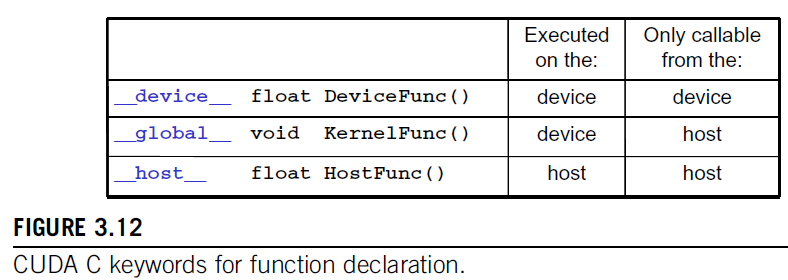 Executed Only callable
on the: from the:
__device__ float DeviceFunc() device device
__global__ void KernelFunc() device host
__host__ float HostFunc() host host
FIGURE 3.12
CUDA C keywords for function declaration.